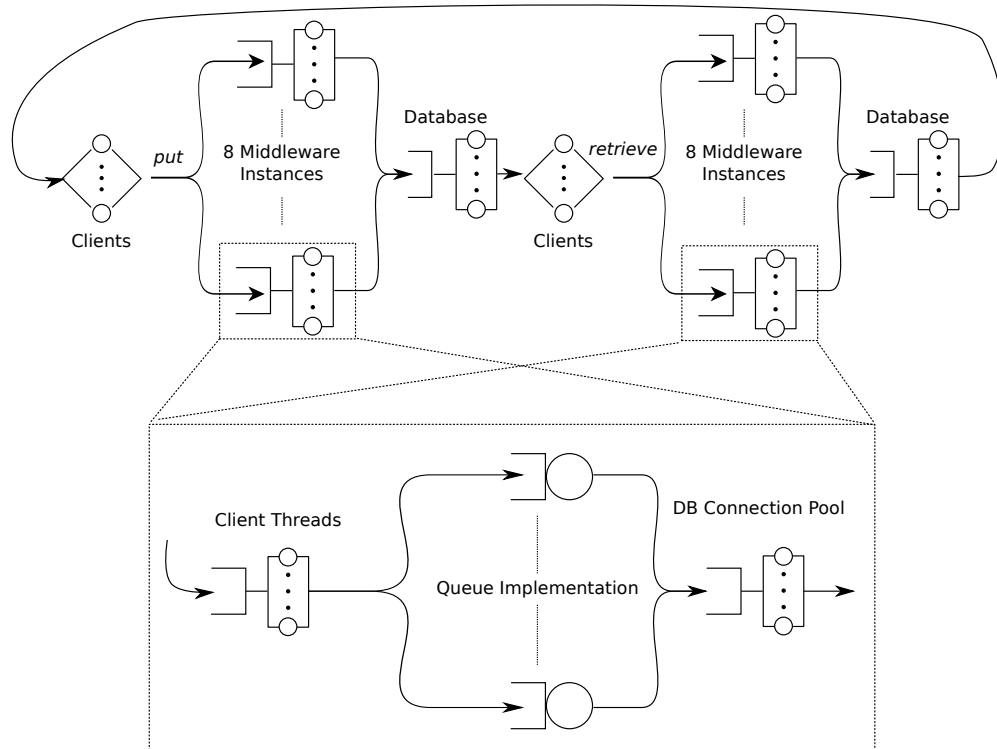 Database
Database
put
8 Middleware
Instances
retrieve
8 Middleware
Instances
Clients
Clients
Client Threads
DB Connection Pool
Queue Implementation